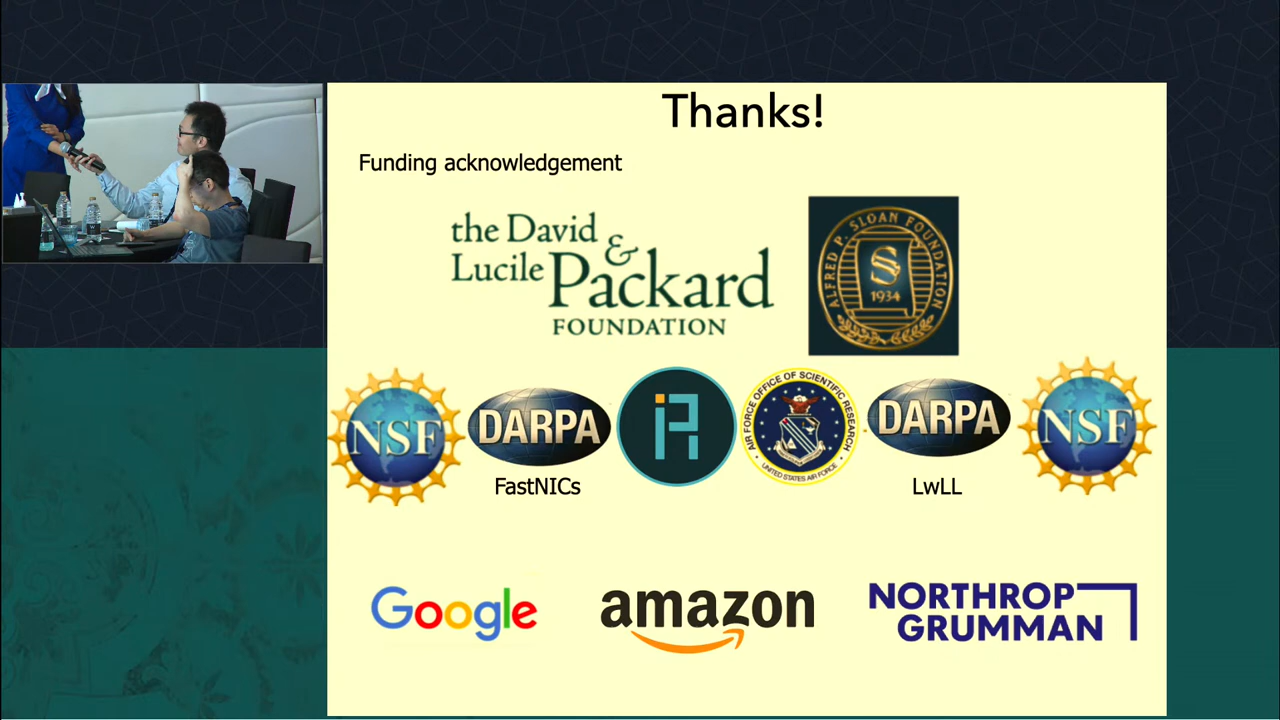 Thanks!
Funding acknowledgement
the David
&
Lucile Packard
FOUNDATION
ALFRED P. SLOAN FOUNDATION
S
1934
NSF
DARPA
AIR FORCE OFFICE OF SCIENTIFIC RESEARCH
UNITED STATES AIR FORCE
DARPA
NSF
FastNICs
LwLL
Google
amazon
NORTHROP
GRUMMAN